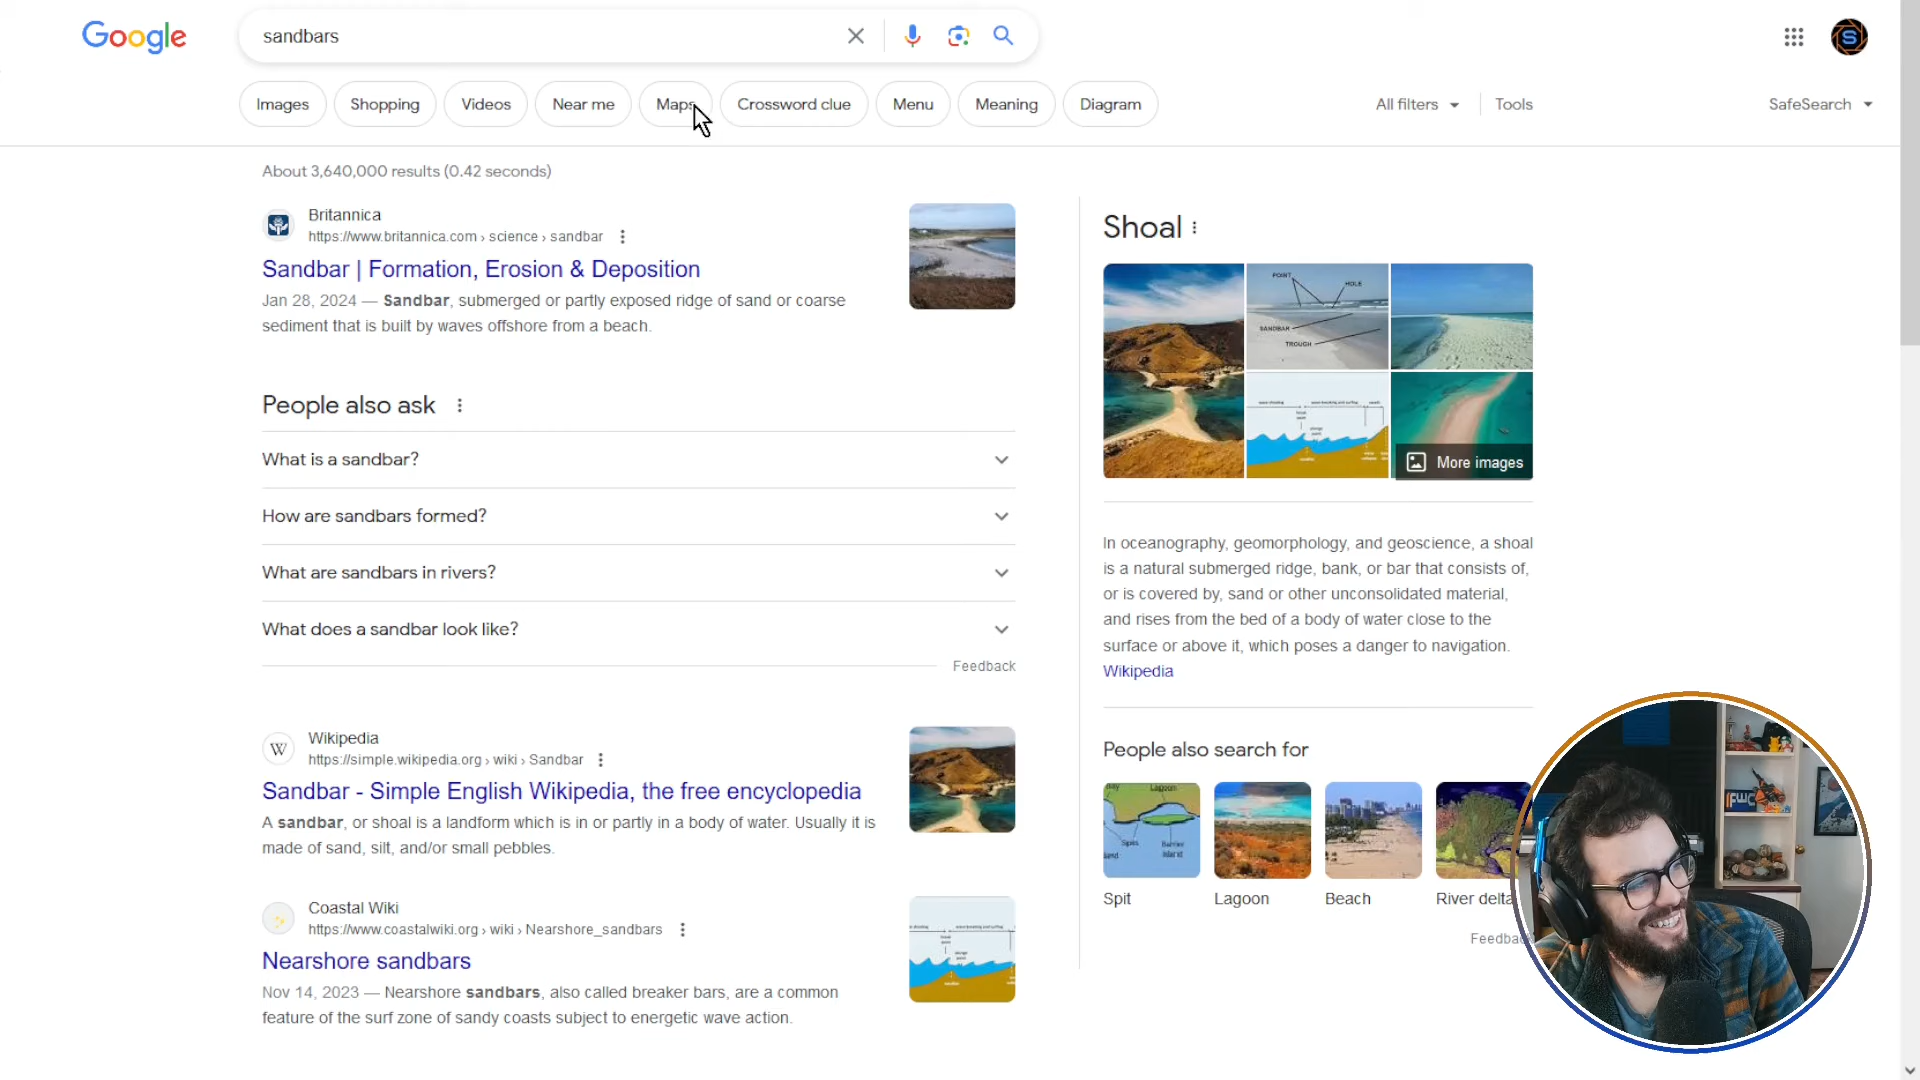 Google
sandbars
S
Images
Shopping
Videos
Near me
Maps
Crossword clue
Menu
Meaning
Diagram
All filters
Tools
SafeSearch
About 3,640,000 results (0.42 seconds)
Britannica
https://www.britannica.com › science › sandbar
Sandbar | Formation, Erosion & Deposition
Jan 28, 2024 — Sandbar, submerged or partly exposed ridge of sand or coarse
sediment that is built by waves offshore from a beach.
People also ask
What is a sandbar?
How are sandbars formed?
What are sandbars in rivers?
What does a sandbar look like?
Feedback
W
Wikipedia
https://simple.wikipedia.org › wiki › Sandbar
Sandbar - Simple English Wikipedia, the free encyclopedia
A sandbar, or shoal is a landform which is in or partly in a body of water. Usually it is
made of sand, silt, and/or small pebbles.
Coastal Wiki
https://www.coastalwiki.org › wiki › Nearshore_sandbars
Nearshore sandbars
Nov 14, 2023 — Nearshore sandbars, also called breaker bars, are a common
feature of the surf zone of sandy coasts subject to energetic wave action.
Shoal
POINT
HOLE
SANDBAR
TROUGH
More images
In oceanography, geomorphology, and geoscience, a shoal
is a natural submerged ridge, bank, or bar that consists of,
or is covered by, sand or other unconsolidated material,
and rises from the bed of a body of water close to the
surface or above it, which poses a danger to navigation.
Wikipedia
People also search for
Lagoon
Spits
Barrier
Island
Spit
Lagoon
Beach
River delta
Feedback